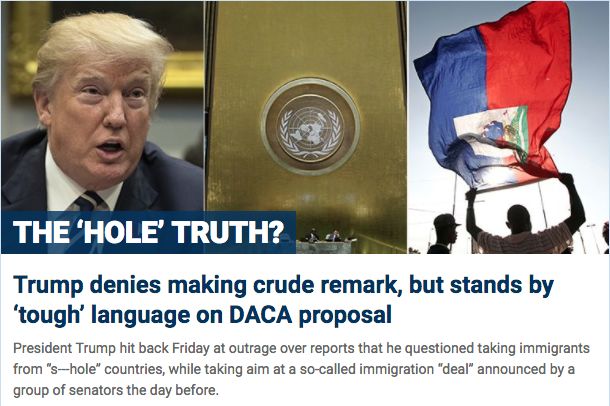 THE ‘HOLE’ TRUTH?
Trump denies making crude remark, but stands by
‘tough’ language on DACA proposal
President Trump hit back Friday at outrage over reports that he questioned taking immigrants
from “s---hole” countries, while taking aim at a so-called immigration “deal” announced by a
group of senators the day before.